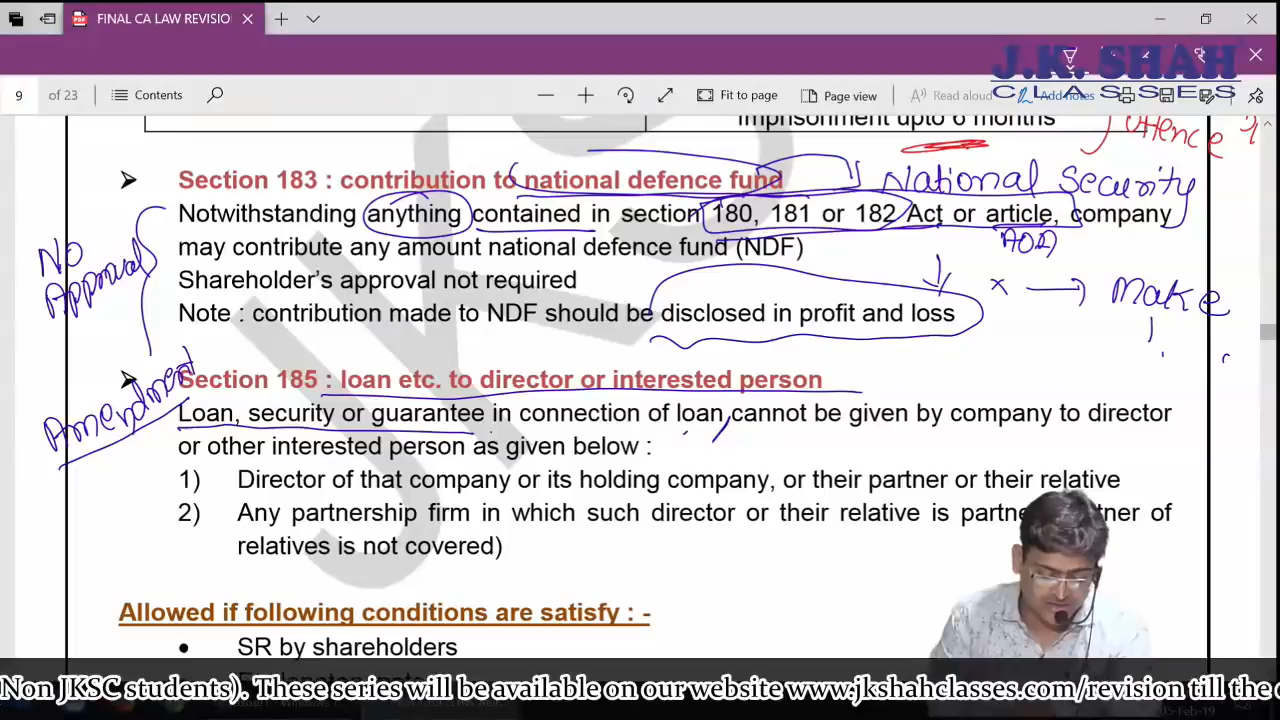 FINAL CA LAW REVISIO
J.K. SHAH
CLASSES
9 of 23 Contents Fit to page Page view Read aloud Add notes
Imprisonment upto 6 months
Offence
Section 183 : contribution to national defence fund
National Security
Notwithstanding anything contained in section 180, 181 or 182 Act or article, company
AOA
may contribute any amount national defence fund (NDF)
No Approval
Shareholder's approval not required
x → Make
Note : contribution made to NDF should be disclosed in profit and loss
Amendment
Section 185 : loan etc. to director or interested person
Loan, security or guarantee in connection of loan cannot be given by company to director
or other interested person as given below :
1) Director of that company or its holding company, or their partner or their relative
2) Any partnership firm in which such director or their relative is partne tner of
relatives is not covered)
Allowed if following conditions are satisfy : -
• SR by shareholders
(Non JKSC students). These series will be available on our website www.jkshahclasses.com/revision till the